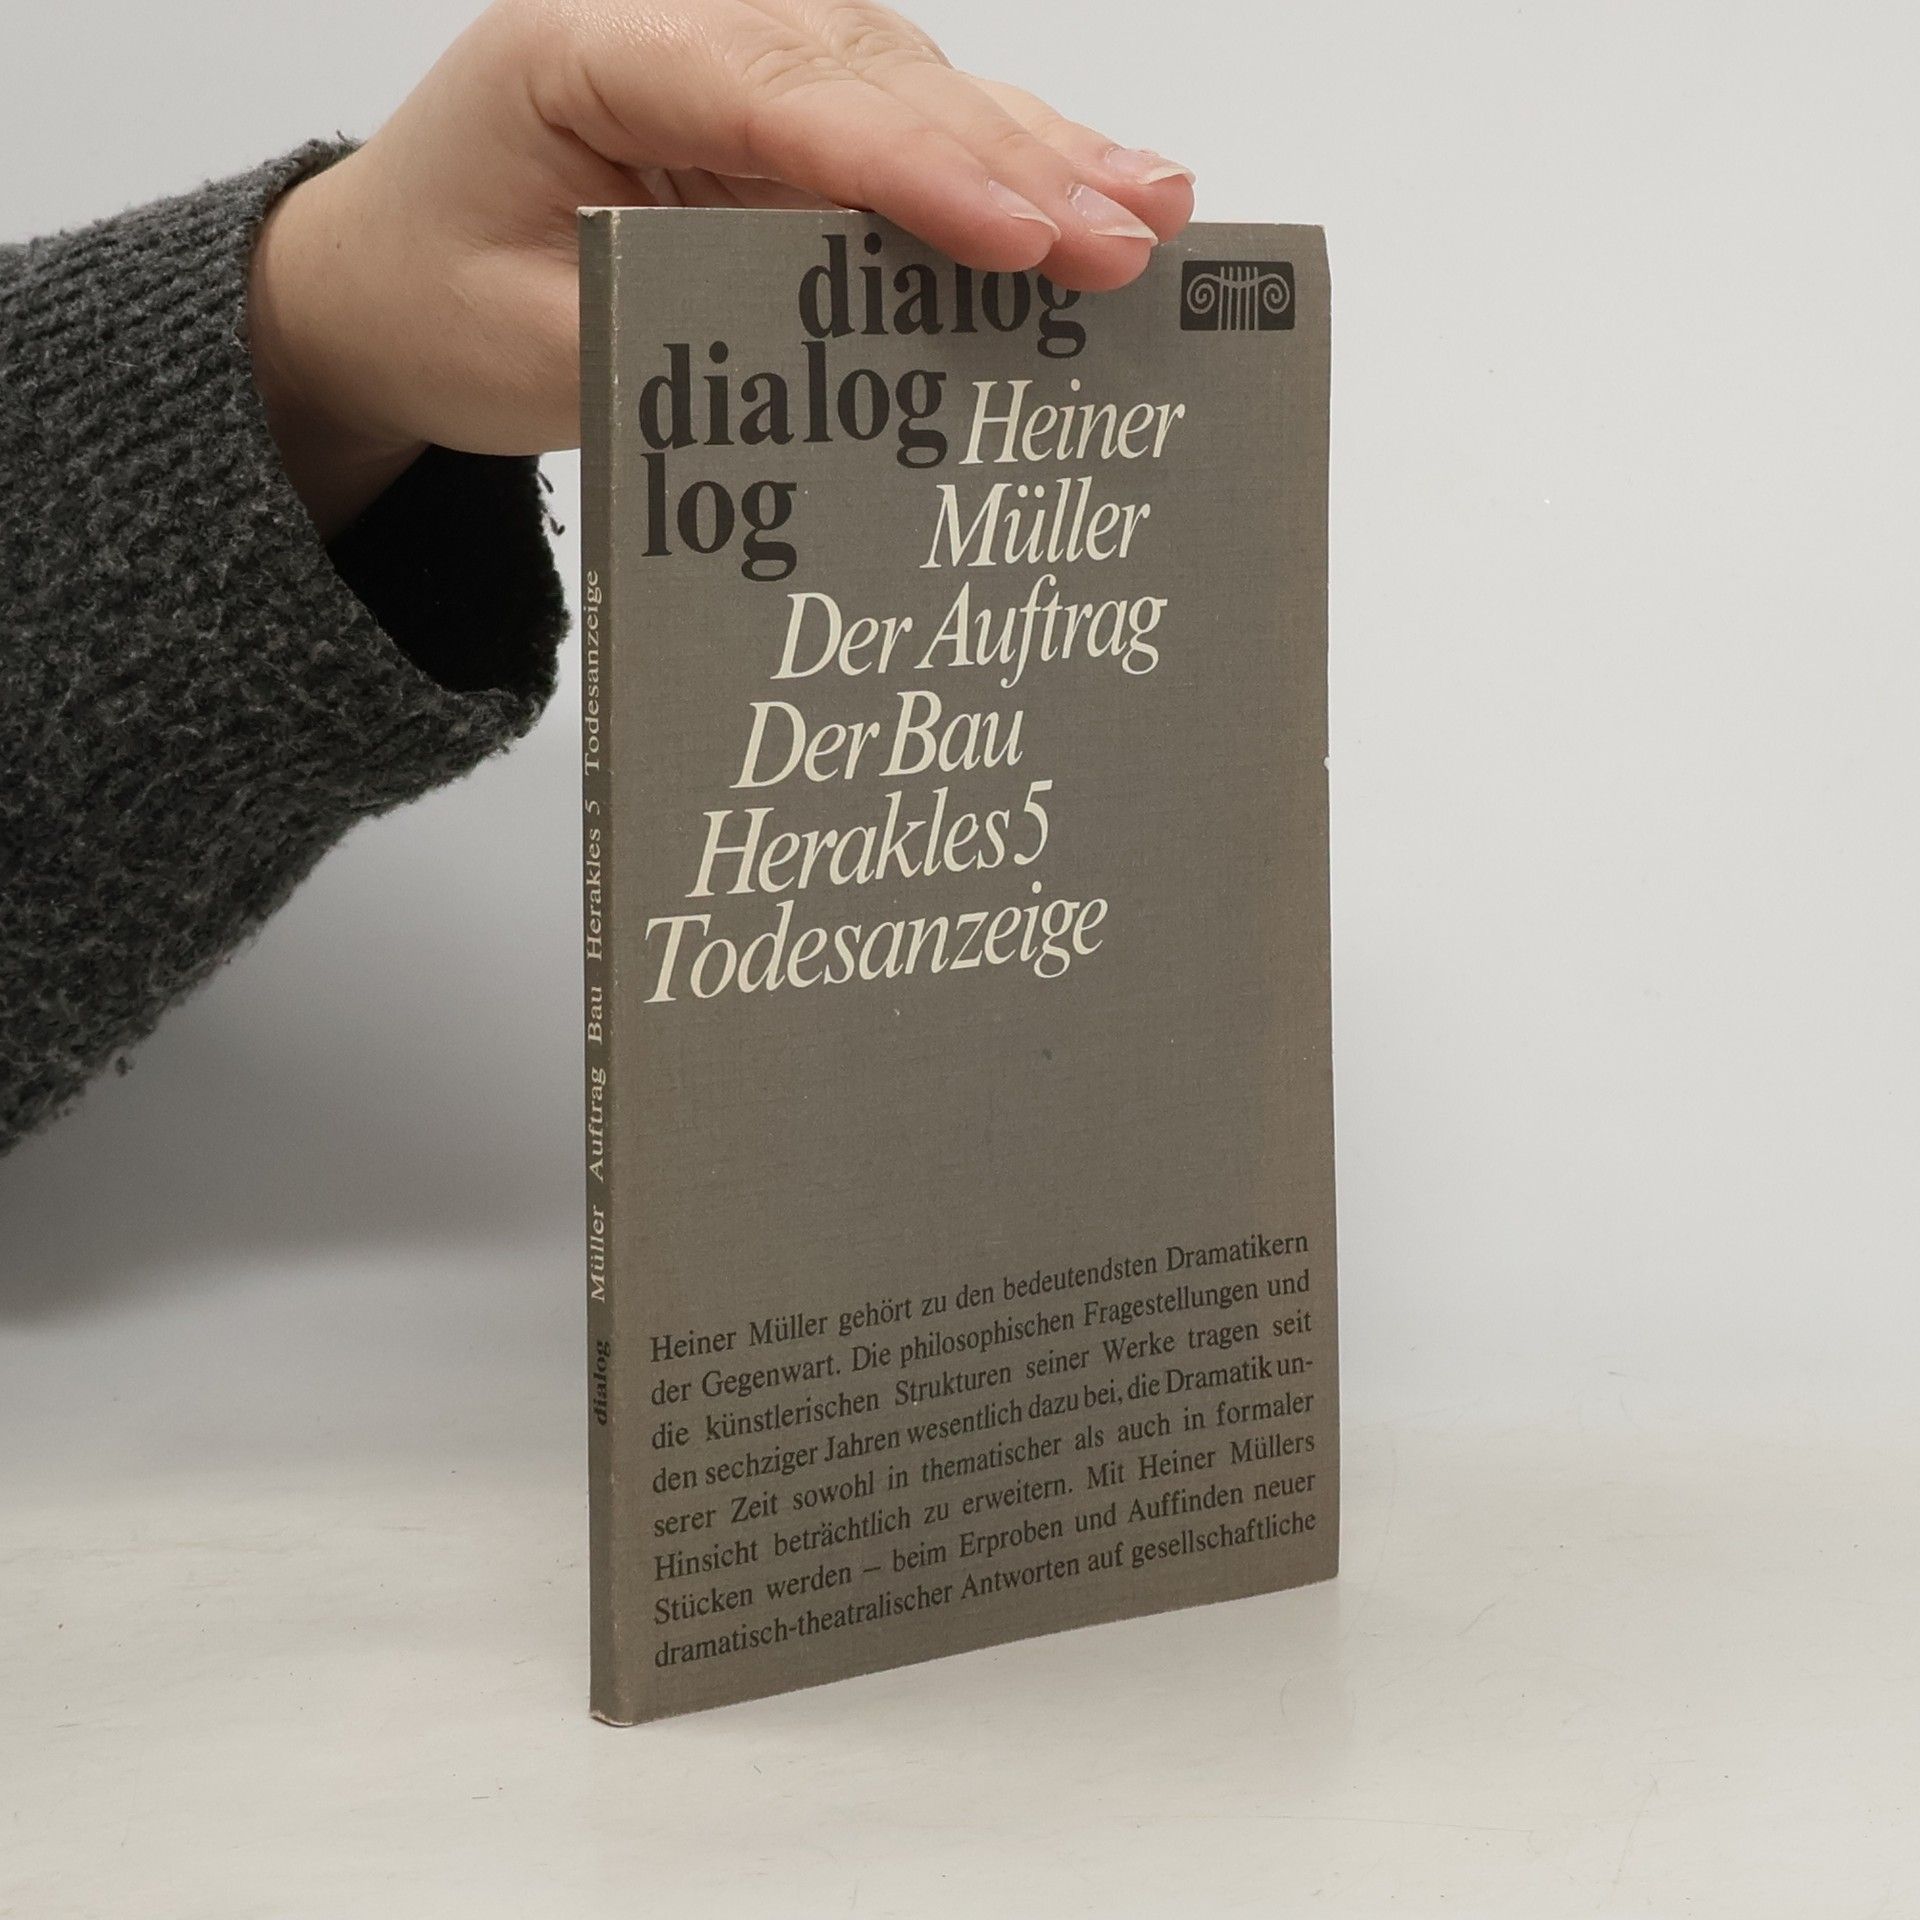 dialog
dialog
log
Heiner
Müller
Der Auftrag
Der Bau
Herakles 5
Todesanzeige
Heiner Müller gehört zu den bedeutendsten Dramatikern
der Gegenwart. Die philosophischen Fragestellungen und
die künstlerischen Strukturen seiner Werke tragen seit
den sechziger Jahren wesentlich dazu bei, die Dramatik un-
serer Zeit sowohl in thematischer als auch in formaler
Hinsicht beträchtlich zu erweitern. Mit Heiner Müllers
Stücken werden – beim Erproben und Auffinden neuer
dramatisch-theatralischer Antworten auf gesellschaftliche
dialog Müller Auftrag Bau Herakles 5 Todesanzeige